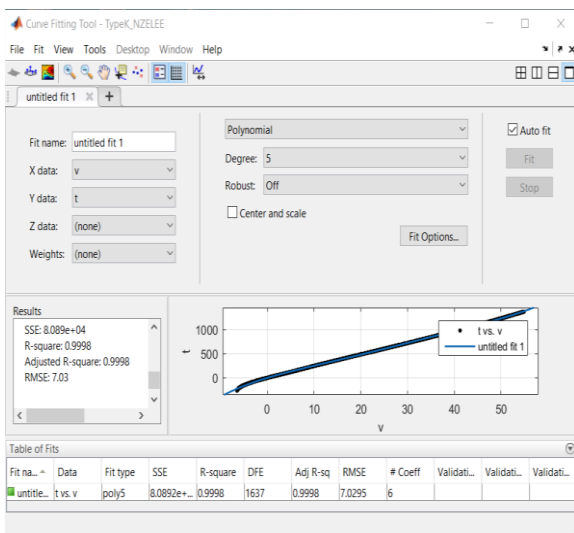 Curve Fitting Tool - TypeK_NZELEE
File Fit View Tools Desktop Window Help
untitled fit 1
Fit name: untitled fit 1
X data: v
Y data: t
Z data: (none)
Weights: (none)
Polynomial
Degree: 5
Robust: Off
Center and scale
Fit Options...
Auto fit
Fit
Stop
Results
SSE: 8.089e+04
R-square: 0.9998
Adjusted R-square: 0.9998
RMSE: 7.03
1000
500
0
t
0 10 20 30 40 50
v
t vs. v
untitled fit 1
Table of Fits
Fit na... Data Fit type SSE R-square DFE Adj R-sq RMSE # Coeff Validati... Validati... Validati...
untitle... t vs. v poly5 8.0892e+... 0.9998 1637 0.9998 7.0295 6